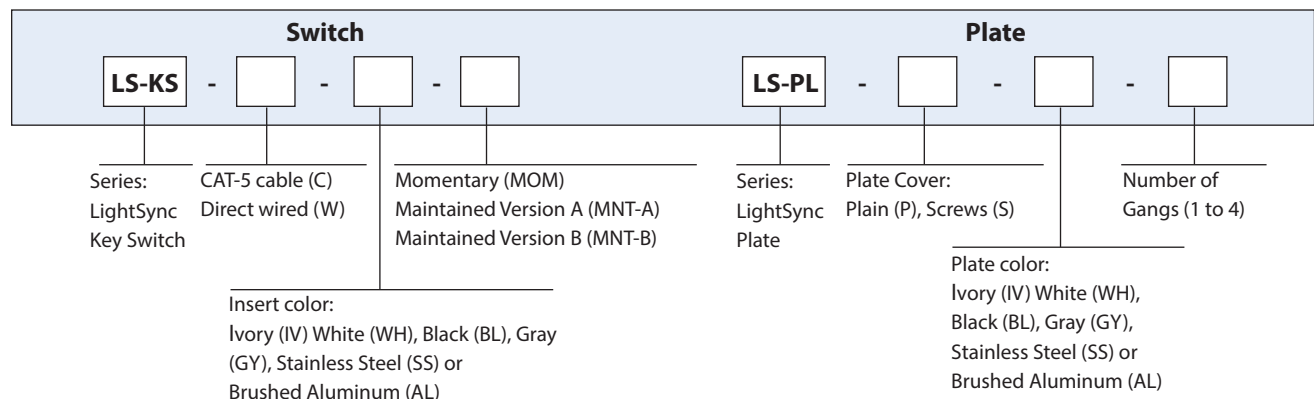 Switch
Plate
LS-KS - - -
LS-PL - - -
Series:
LightSync
Key Switch
CAT-5 cable (C)
Direct wired (W)
Momentary (MOM)
Maintained Version A (MNT-A)
Maintained Version B (MNT-B)
Insert color:
Ivory (IV) White (WH), Black (BL), Gray
(GY), Stainless Steel (SS) or
Brushed Aluminum (AL)
Series:
LightSync
Plate
Plate Cover:
Plain (P), Screws (S)
Number of
Gangs (1 to 4)
Plate color:
Ivory (IV) White (WH),
Black (BL), Gray (GY),
Stainless Steel (SS) or
Brushed Aluminum (AL)